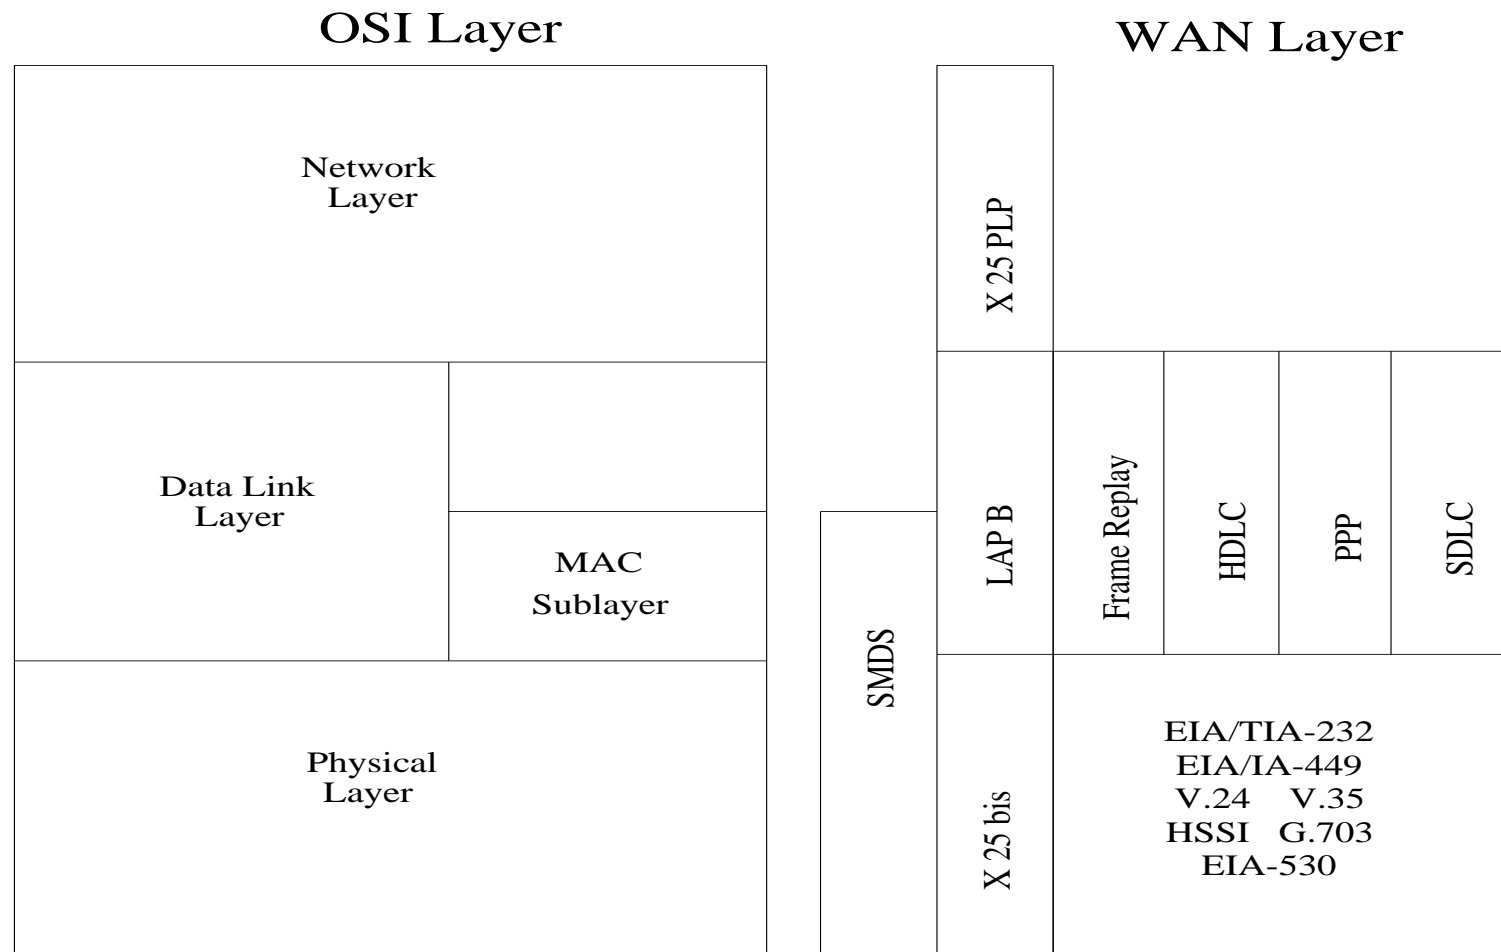 OSI Layer
WAN Layer
Network
Layer
X 25 PLP
Data Link
Layer
MAC
Sublayer
SMDS
LAP B
Frame Replay
HDLC
PPP
SDLC
Physical
Layer
X 25 bis
EIA/TIA-232
EIA/IA-449
V.24 V.35
HSSI G.703
EIA-530